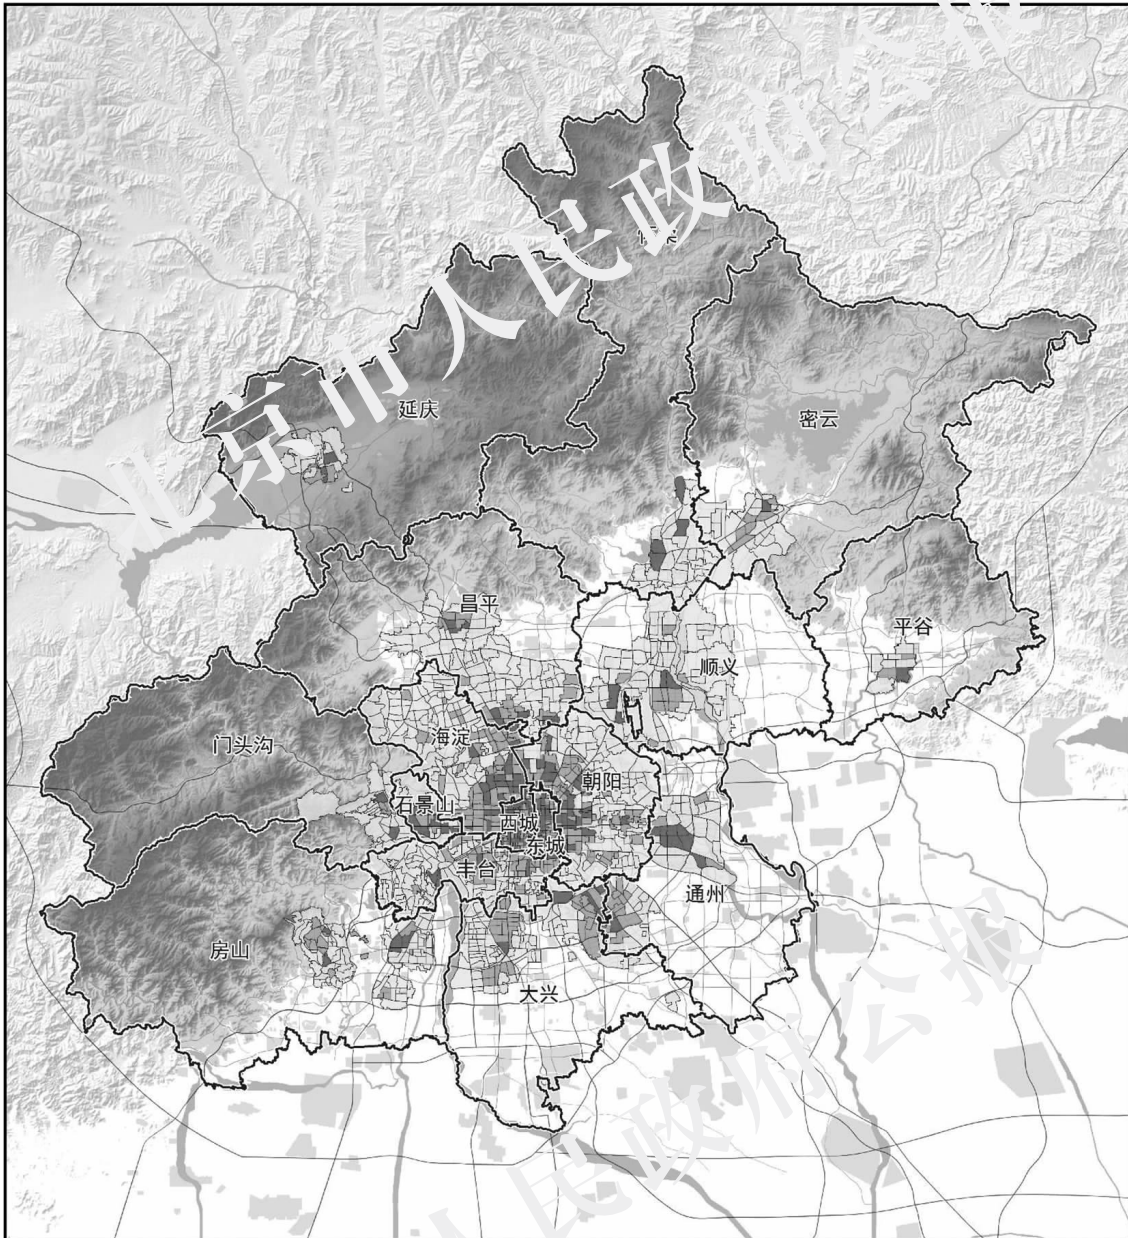 北京市人民政府公报
怀柔
延庆
密云
昌平
平谷
顺义
门头沟
海淀
朝阳
石景山
西城
东城
丰台
通州
房山
大兴
人民政府公报